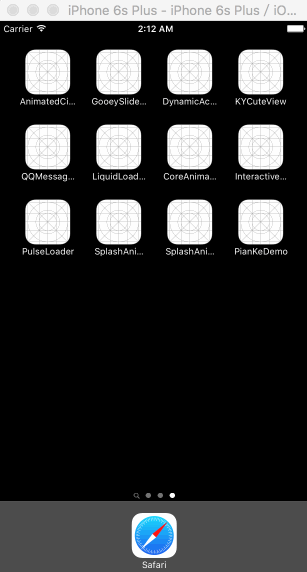 iPhone 6s Plus - iPhone 6s Plus / iO...
Carrier 2:12 AM
AnimatedCi... GooeySlide... DynamicAc... KYCuteView
QQMessag... LiquidLoad... CoreAnima... Interactive...
PulseLoader SplashAni... SplashAni... PianKeDemo
Safari